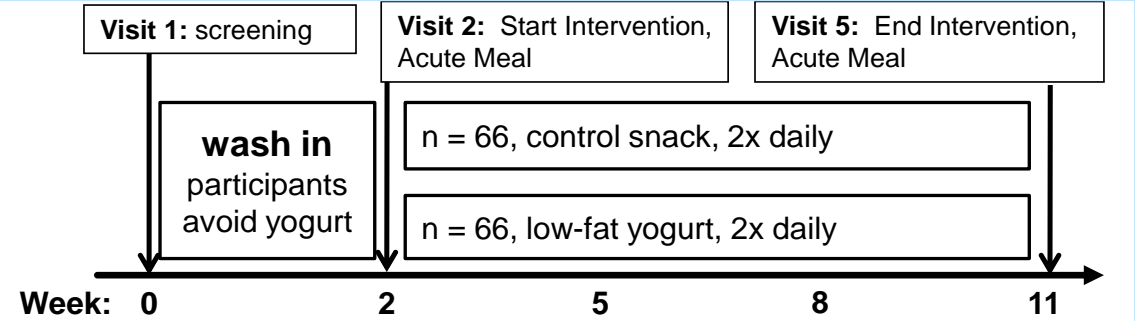 Visit 1: screening
Visit 2: Start Intervention,
Acute Meal
Visit 5: End Intervention,
Acute Meal
wash in
participants
avoid yogurt
n = 66, control snack, 2x daily
n = 66, low-fat yogurt, 2x daily
Week: 0 2 5 8 11